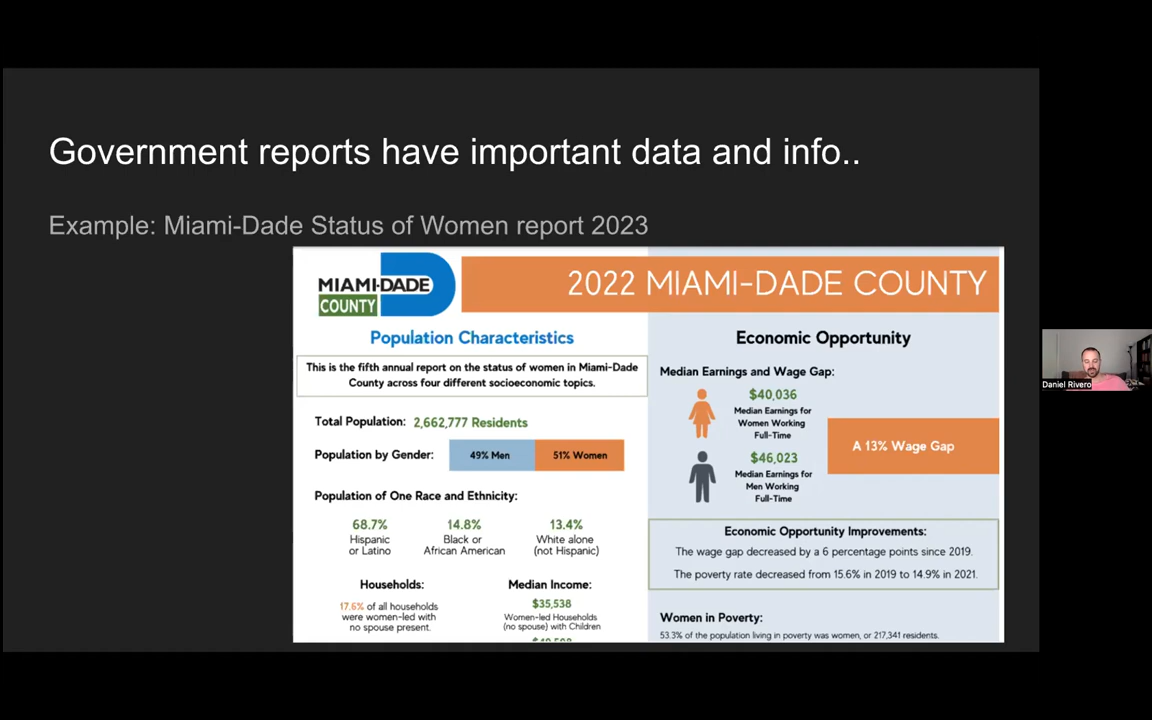 Government reports have important data and info..
Example: Miami-Dade Status of Women report 2023
MIAMI-DADE
COUNTY
2022 MIAMI-DADE COUNTY
Population Characteristics
This is the fifth annual report on the status of women in Miami-Dade
County across four different socioeconomic topics.
Total Population: 2,662,777 Residents
Population by Gender:
49% Men
51% Women
Population of One Race and Ethnicity:
68.7%
Hispanic
or Latino
14.8%
Black or
African American
13.4%
White alone
(not Hispanic)
Households:
17.6% of all households
were women-led with
no spouse present.
Median Income:
$35,538
Women-led Households
(no spouse) with Children
Economic Opportunity
Median Earnings and Wage Gap:
$40,036
Median Earnings for
Women Working
Full-Time
$46,023
Median Earnings for
Men Working
Full-Time
A 13% Wage Gap
Economic Opportunity Improvements:
The wage gap decreased by a 6 percentage points since 2019.
The poverty rate decreased from 15.6% in 2019 to 14.9% in 2021.
Women in Poverty:
53.3% of the population living in poverty was women, or 217,341 residents.
Daniel Rivero